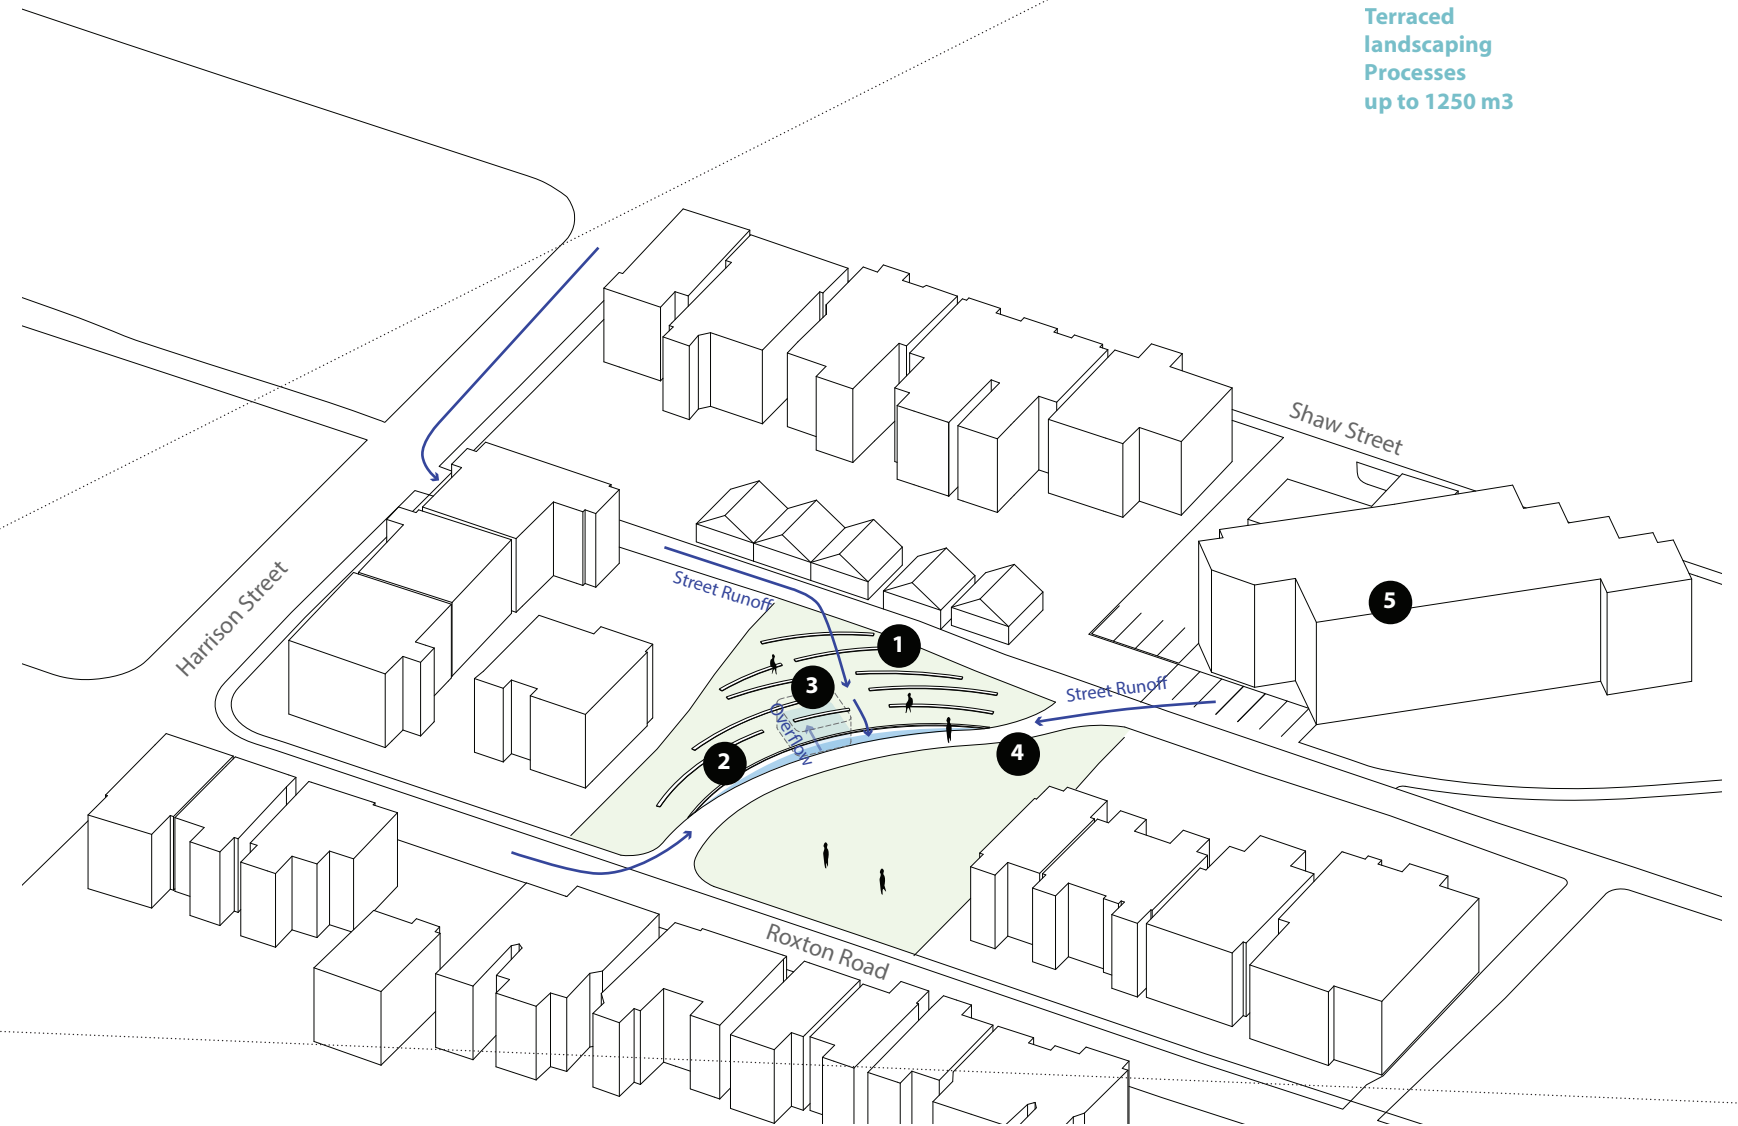 Terraced
landscaping
Processes
up to 1250 m3
Shaw Street
5
Harrison Street
Street Runoff
1
3
Street Runoff
Overflow
2
4
Roxton Road